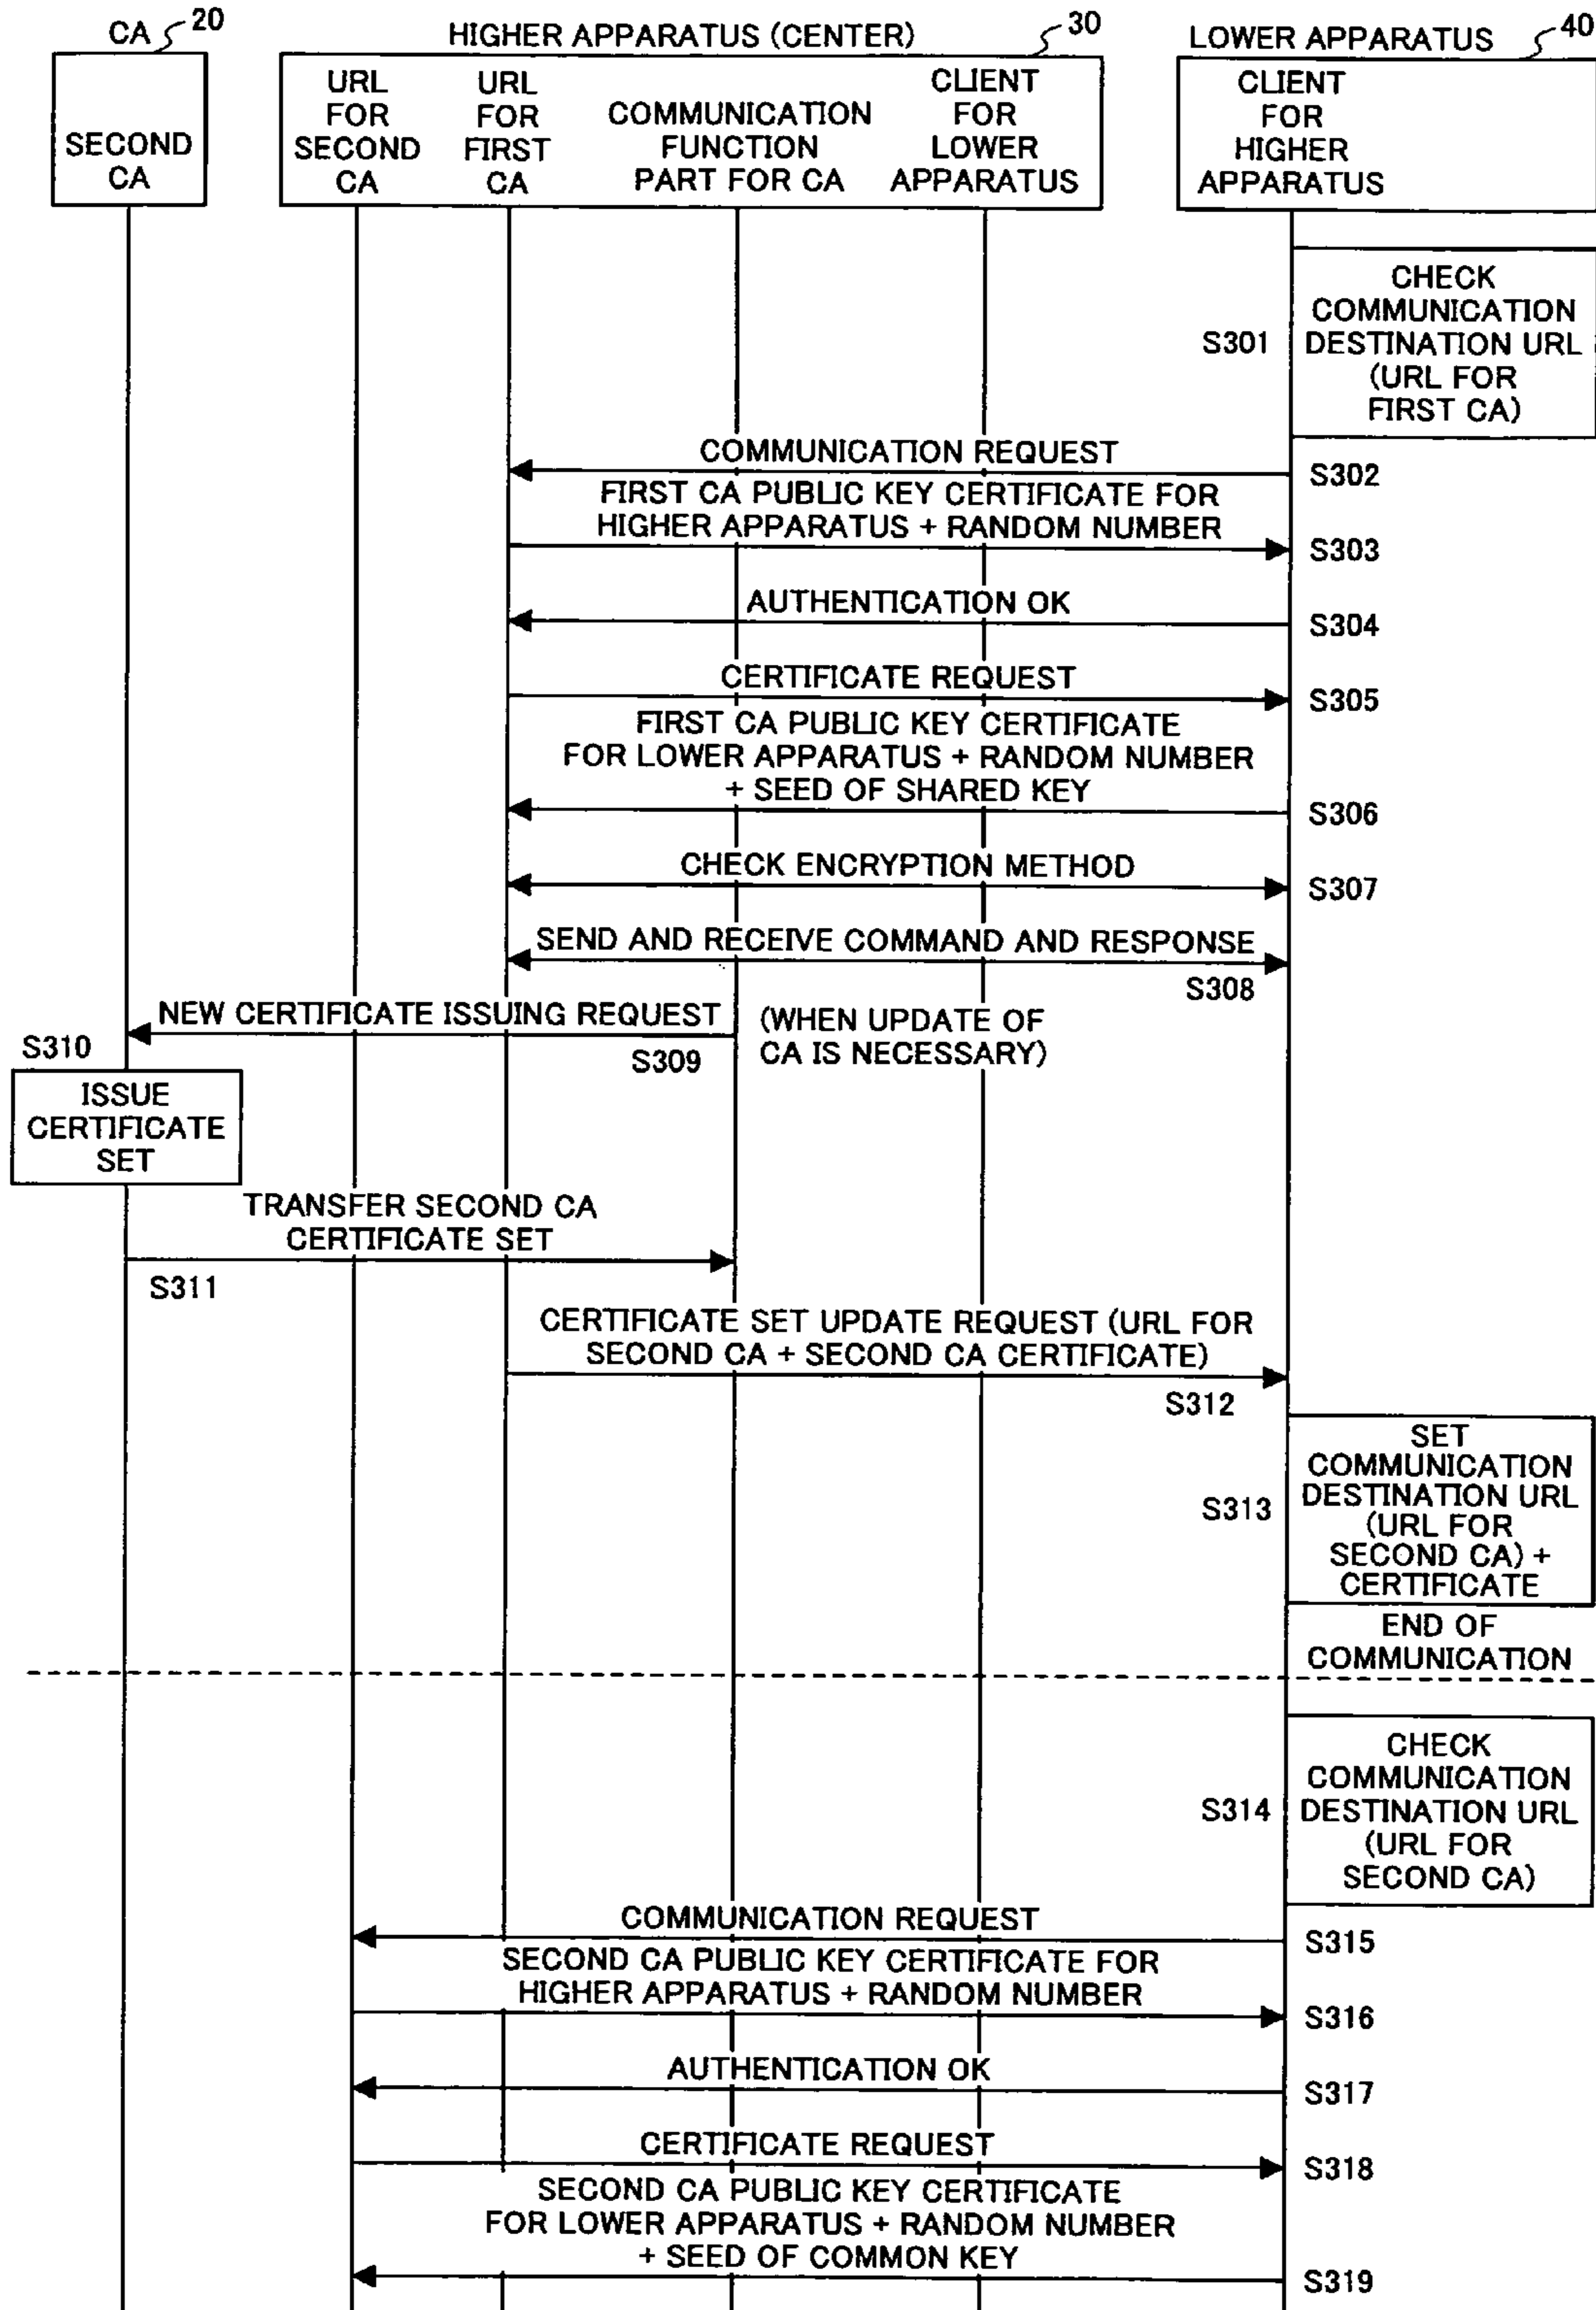 CA 20
HIGHER APPARATUS (CENTER) 30
LOWER APPARATUS 40
SECOND
CA
URL
FOR
SECOND
CA
URL
FOR
FIRST
CA
COMMUNICATION
FUNCTION
PART FOR CA
CLIENT
FOR
LOWER
APPARATUS
CLIENT
FOR
HIGHER
APPARATUS
S301
CHECK
COMMUNICATION
DESTINATION URL
(URL FOR
FIRST CA)
COMMUNICATION REQUEST
S302
FIRST CA PUBLIC KEY CERTIFICATE FOR
HIGHER APPARATUS + RANDOM NUMBER
S303
AUTHENTICATION OK
S304
CERTIFICATE REQUEST
S305
FIRST CA PUBLIC KEY CERTIFICATE
FOR LOWER APPARATUS + RANDOM NUMBER
+ SEED OF SHARED KEY
S306
CHECK ENCRYPTION METHOD
S307
SEND AND RECEIVE COMMAND AND RESPONSE
S308
NEW CERTIFICATE ISSUING REQUEST
S309
(WHEN UPDATE OF
CA IS NECESSARY)
S310
ISSUE
CERTIFICATE
SET
TRANSFER SECOND CA
CERTIFICATE SET
S311
CERTIFICATE SET UPDATE REQUEST (URL FOR
SECOND CA + SECOND CA CERTIFICATE)
S312
S313
SET
COMMUNICATION
DESTINATION URL
(URL FOR
SECOND CA) +
CERTIFICATE
END OF
COMMUNICATION
S314
CHECK
COMMUNICATION
DESTINATION URL
(URL FOR
SECOND CA)
COMMUNICATION REQUEST
S315
SECOND CA PUBLIC KEY CERTIFICATE FOR
HIGHER APPARATUS + RANDOM NUMBER
S316
AUTHENTICATION OK
S317
CERTIFICATE REQUEST
S318
SECOND CA PUBLIC KEY CERTIFICATE
FOR LOWER APPARATUS + RANDOM NUMBER
+ SEED OF COMMON KEY
S319